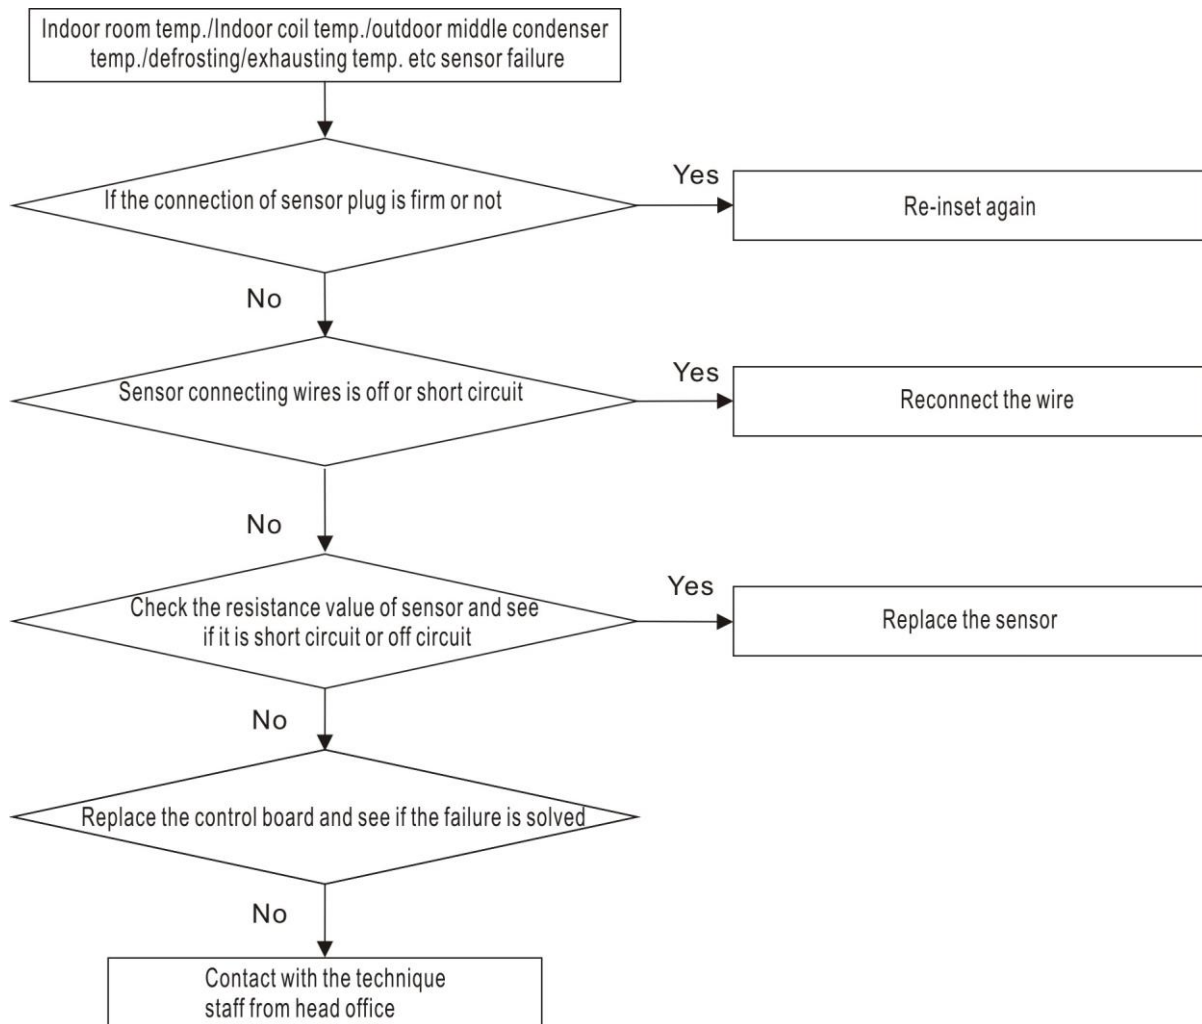 Indoor room temp./Indoor coil temp./outdoor middle condenser
temp./defrosting/exhausting temp. etc sensor failure
If the connection of sensor plug is firm or not
Yes
Re-inset again
No
Sensor connecting wires is off or short circuit
Yes
Reconnect the wire
No
Check the resistance value of sensor and see
if it is short circuit or off circuit
Yes
Replace the sensor
No
Replace the control board and see if the failure is solved
No
Contact with the technique
staff from head office